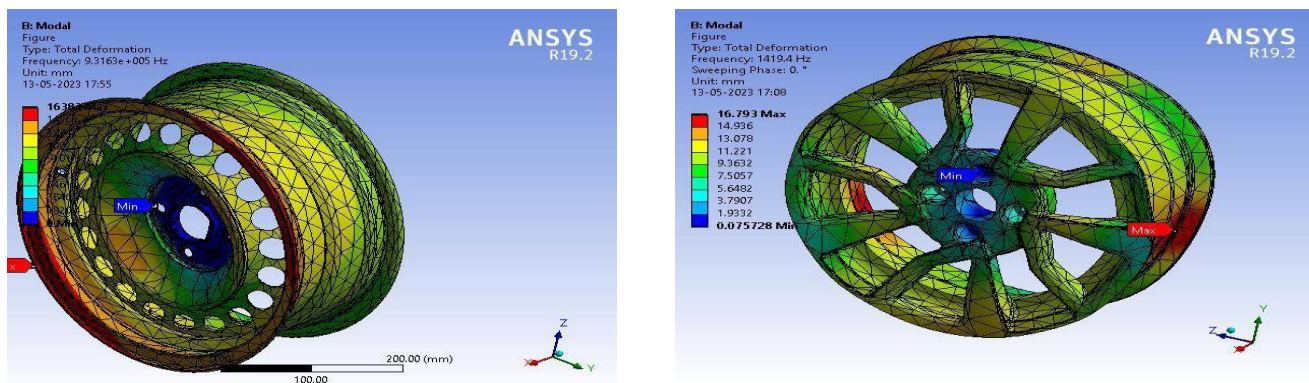 B: Modal
Figure
Type: Total Deformation
Frequency: 9.3163e+005 Hz
Unit: mm
13-05-2023 17:55
ANSYS
R19.2
Min
Z
X
Y
200.00 (mm)
100.00
B: Modal
Figure
Type: Total Deformation
Frequency: 1419.4 Hz
Sweeping Phase: 0. °
Unit: mm
13-05-2023 17:08
ANSYS
R19.2
16.793 Max
14.936
13.078
11.221
9.3632
7.5057
5.6482
3.7907
1.9332
0.075728 Min
Min
Max
Y
Z
X